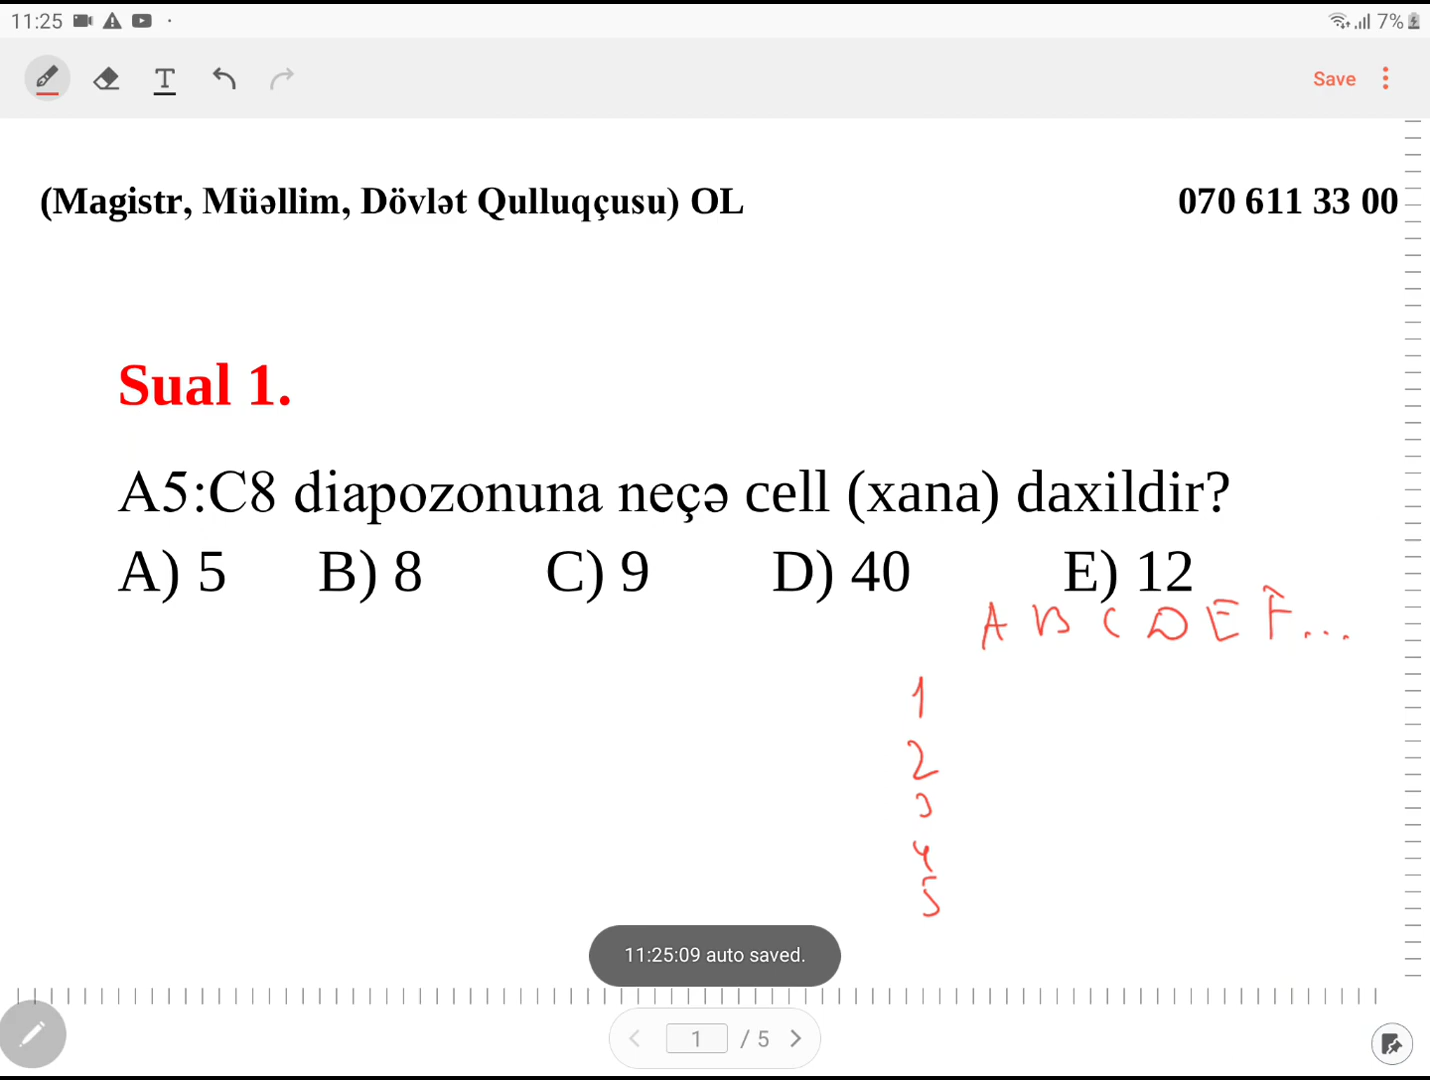 11:25
7%
T
Save
(Magistr, Müəllim, Dövlət Qulluqçusu) OL 070 611 33 00
Sual 1.
A5:C8 diapozonuna neçə cell (xana) daxildir?
A) 5 B) 8 C) 9 D) 40 E) 12
A B C D E F...
1
2
3
4
5
11:25:09 auto saved.
1 / 5